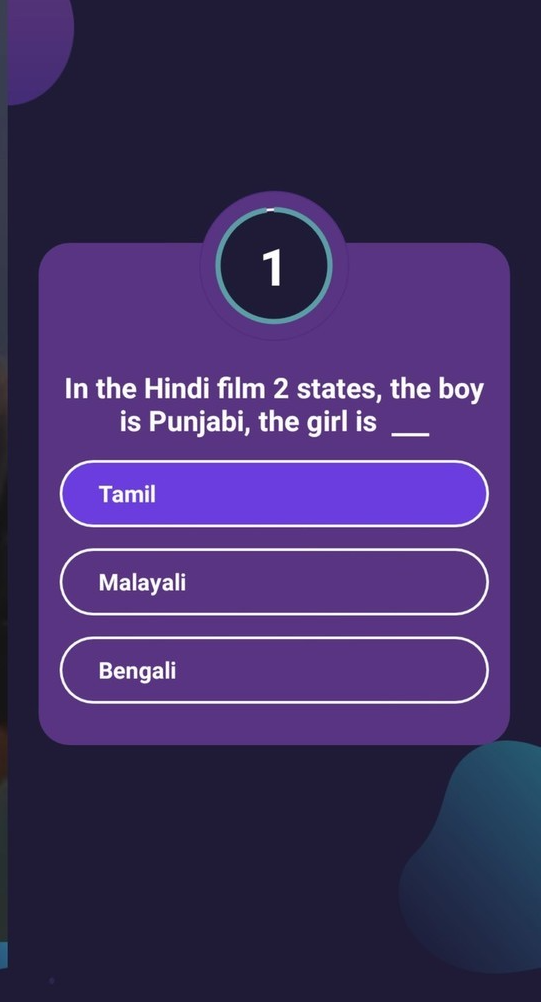 1
In the Hindi film 2 states, the boy
is Punjabi, the girl is ___
Tamil
Malayali
Bengali